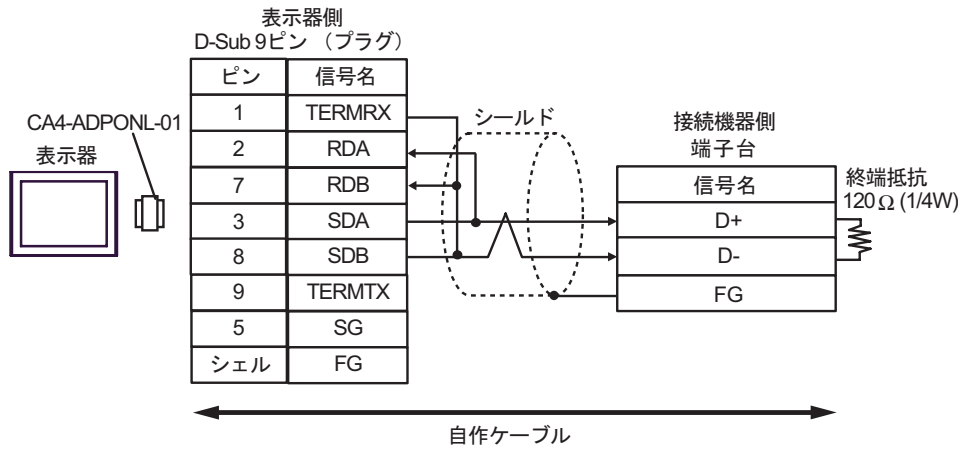 表示器側
D-Sub 9ピン （プラグ）
ピン 信号名
1 TERMRX
2 RDA
7 RDB
3 SDA
8 SDB
9 TERMTX
5 SG
シェル FG
CA4-ADPONL-01
表示器
シールド
接続機器側
端子台
信号名
D+
D-
FG
終端抵抗
120Ω (1/4W)
自作ケーブル